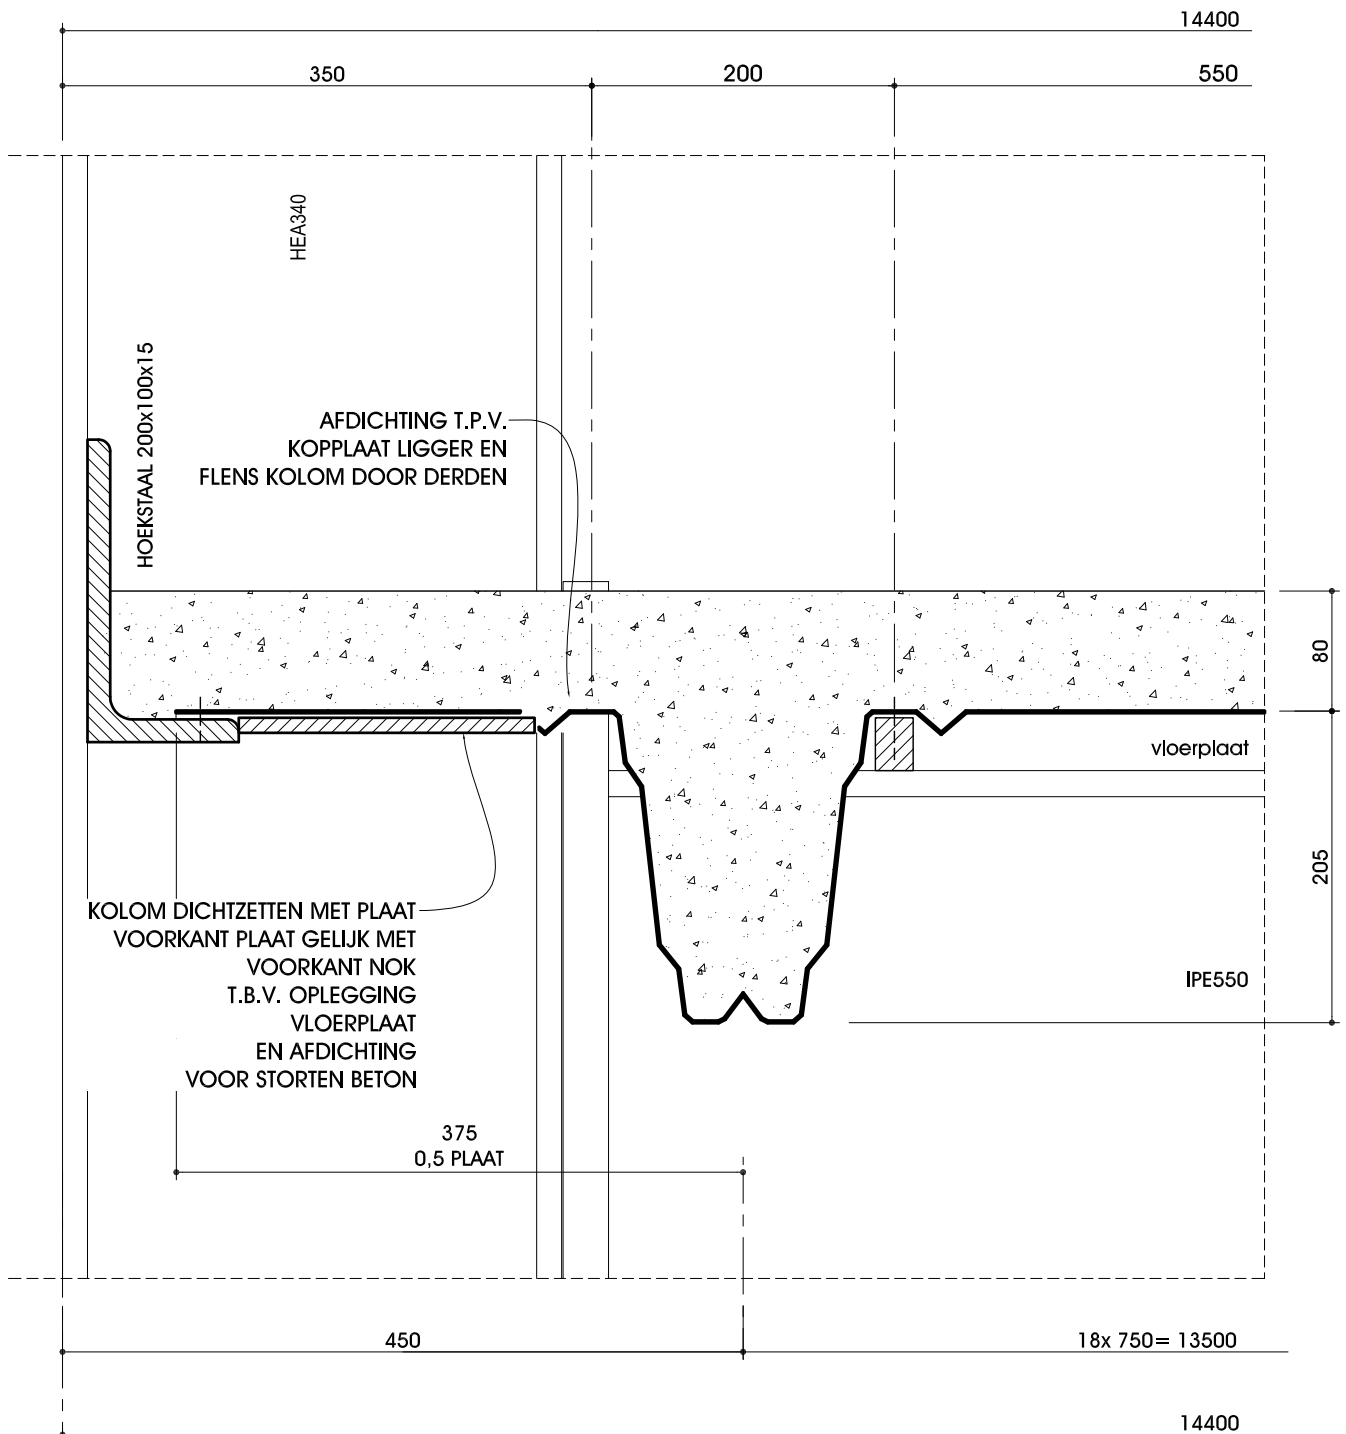 14400
350
200
550
HEA340
HOEKSTAAL 200x100x15
AFDICHTING T.P.V.
KOPPLAAT LIGGER EN
FLENS KOLOM DOOR DERDEN
80
vloerplaat
205
KOLOM DICHTZETTEN MET PLAAT
VOORKANT PLAAT GELIJK MET
VOORKANT NOK
T.B.V. OPLEGGING
VLOERPLAAT
EN AFDICHTING
VOOR STORTEN BETON
IPE550
375
0,5 PLAAT
450
18x 750= 13500
14400